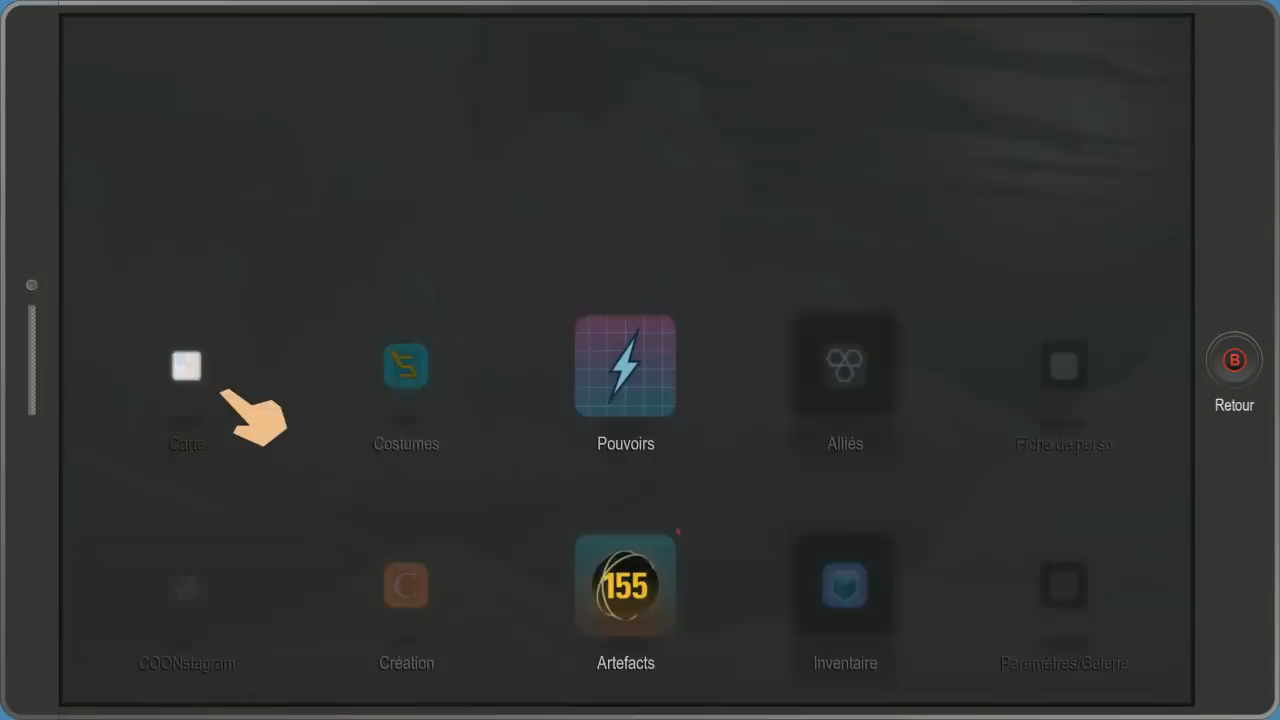 B
Retour
Carte
Costumes
Pouvoirs
Alliés
Fiche de perso
C
155
COONstagram
Création
Artefacts
Inventaire
Paramètres/Galerie